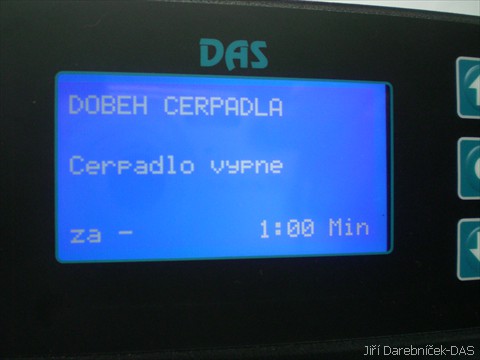 DAS
DOBEH CERPADLA
Cerpadlo vypne
za - 1:00 Min
Jiří Darebníček-DAS